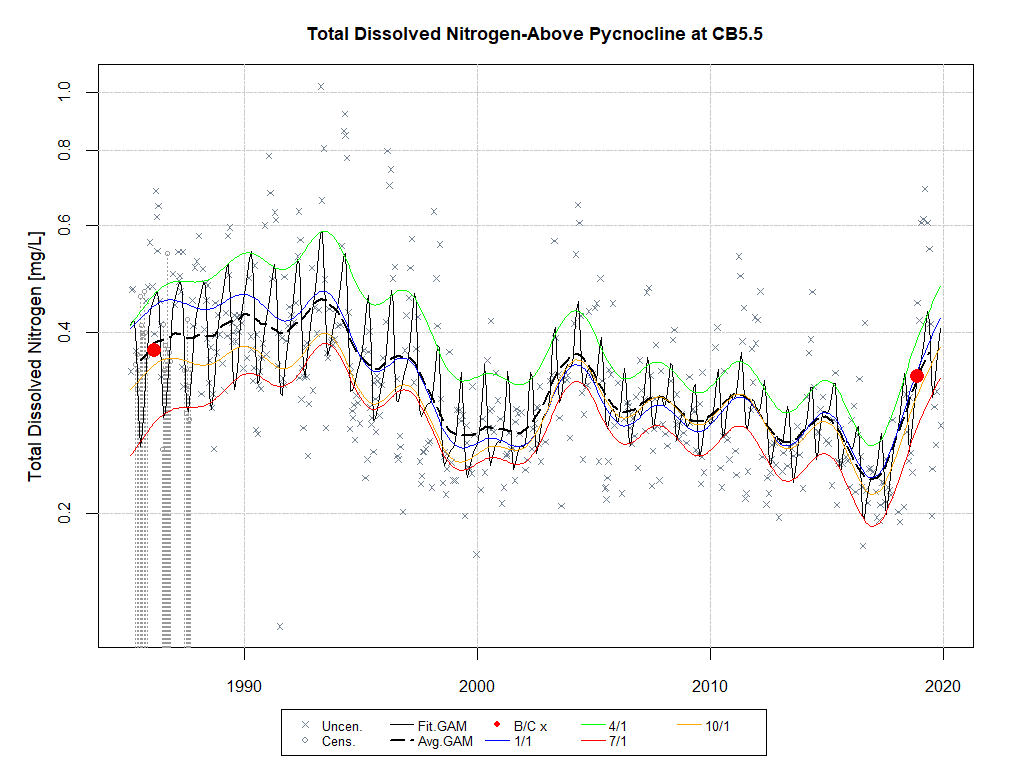 Total Dissolved Nitrogen-Above Pycnocline at CB5.5
Total Dissolved Nitrogen [mg/L]
1.0
0.8
0.6
0.4
0.2
1990 2000 2010 2020
Uncen. Fit.GAM B/C x 4/1 10/1
Cens. Avg.GAM 1/1 7/1